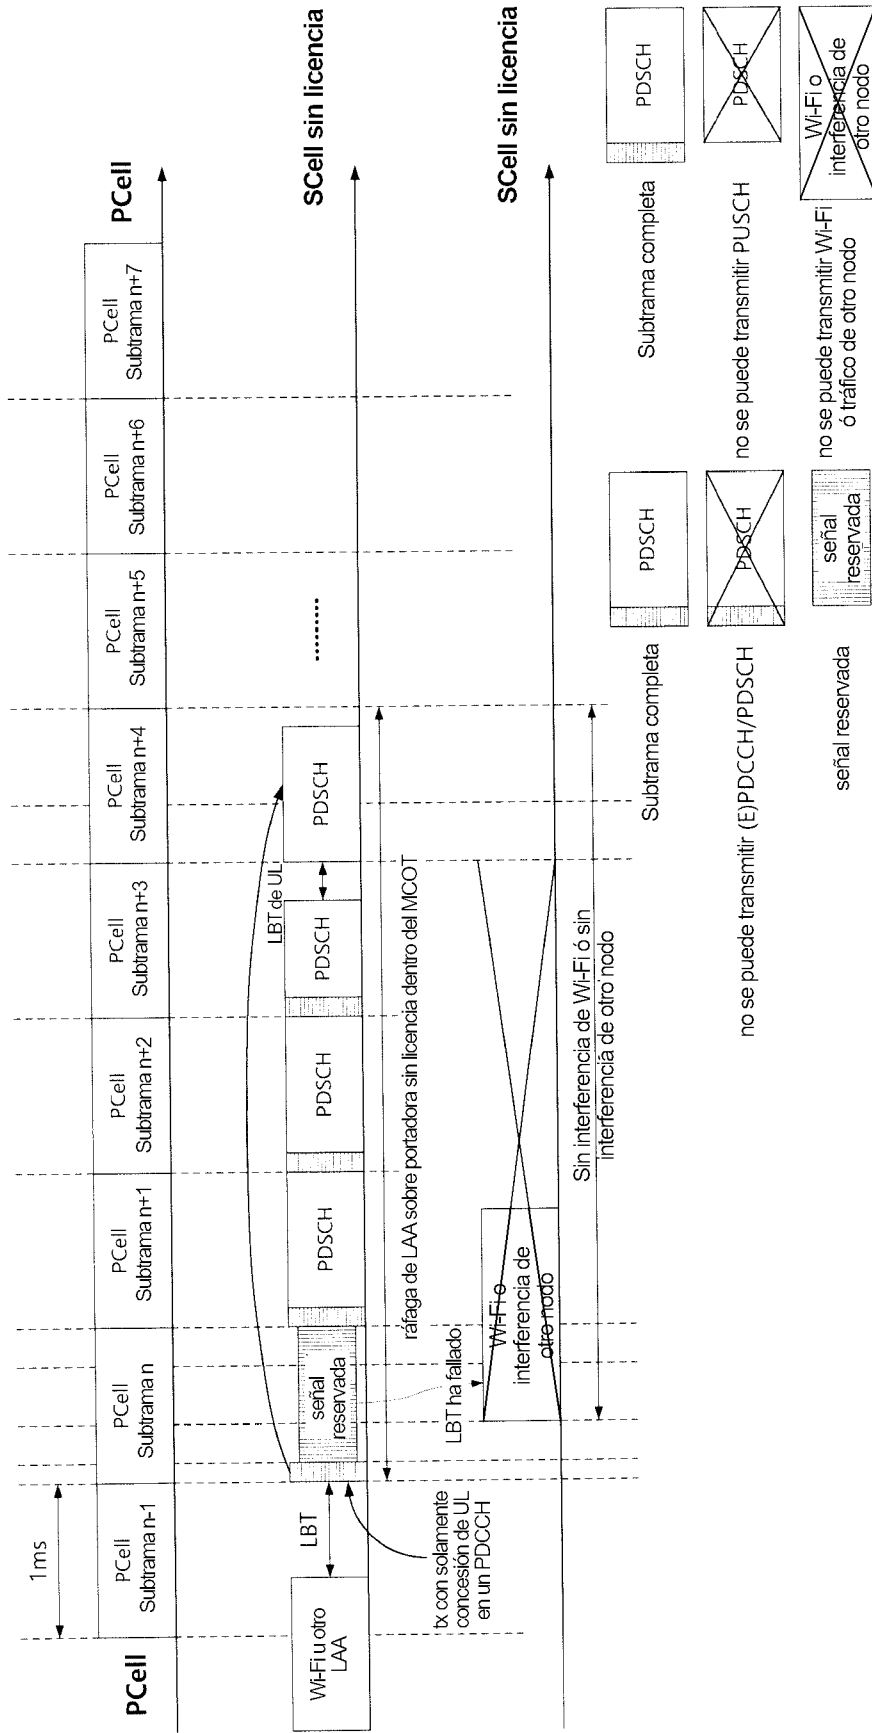 1ms
PCell
PCell
Subtrama n-1
PCell
Subtrama n
PCell
Subtrama n+1
PCell
Subtrama n+2
PCell
Subtrama n+3
PCell
Subtrama n+4
PCell
Subtrama n+5
PCell
Subtrama n+6
PCell
Subtrama n+7
PCell
Wi-Fi u otro
LAA
LBT
señal
reservada
PDSCH
PDSCH
PDSCH
LBT de UL
PDSCH
........
SCell sin licencia
tx con solamente
concesión de UL
en un PDCCH
ráfaga de LAA sobre portadora sin licencia dentro del MCOT
LBT ha fallado
Wi-Fi o
interferencia de
otro nodo
SCell sin licencia
Sin interferencia de Wi-Fi ó sin
interferencia de otro nodo
Subtrama completa
PDSCH
Subtrama completa
PDSCH
no se puede transmitir (E)PDCCH/PDSCH
PDSCH
no se puede transmitir PUSCH
PDSCH
señal reservada
señal
reservada
no se puede transmitir Wi-Fi
ó tráfico de otro nodo
Wi-Fi o
interferencia de
otro nodo